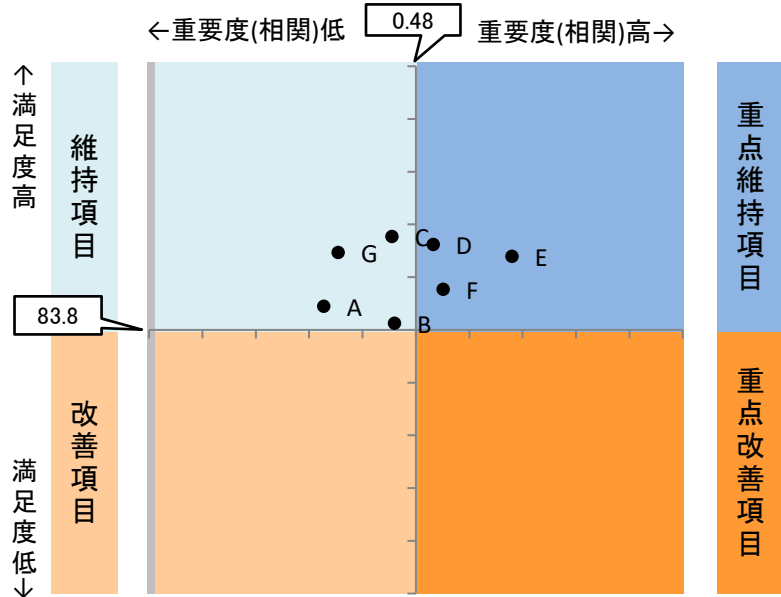 ←重要度(相関)低
0.48
重要度(相関)高→
↑満足度高
維持項目
重点維持項目
C
D
G
E
F
A
B
83.8
改善項目
重点改善項目
満足度低↓